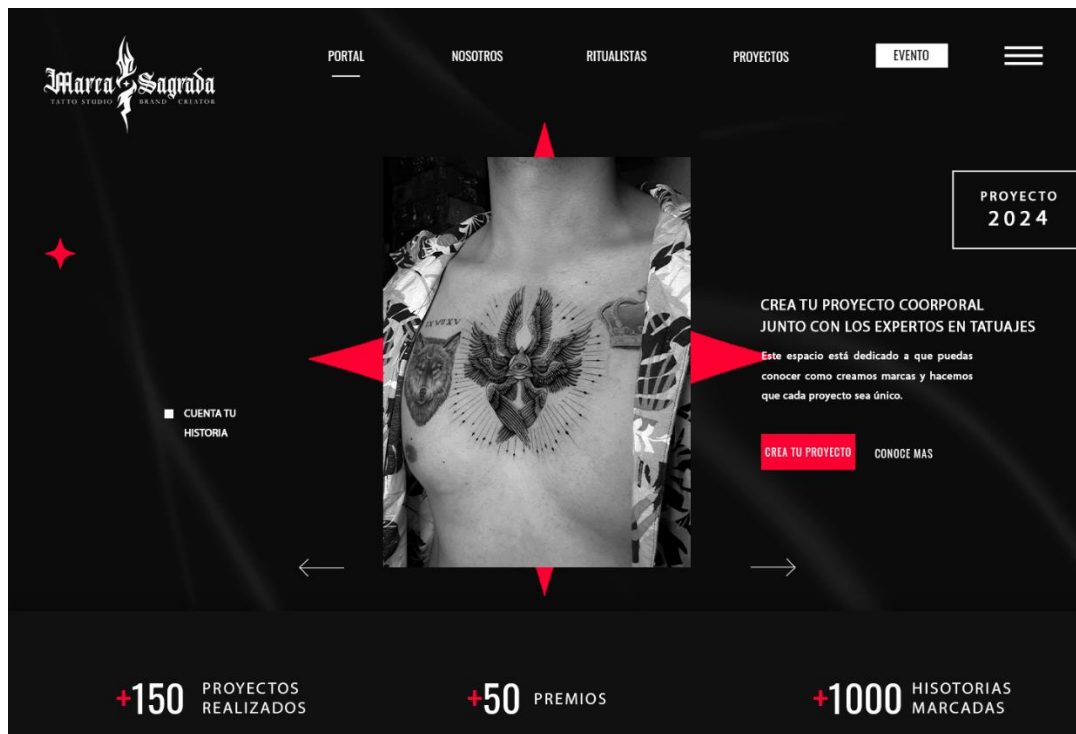 Marca Sagrada
TATTO STUDIO BRAND CREATOR
PORTAL
NOSOTROS
RITUALISTAS
PROYECTOS
EVENTO
PROYECTO
2024
CREA TU PROYECTO COORPORAL
JUNTO CON LOS EXPERTOS EN TATUAJES
Este espacio está dedicado a que puedas
conocer como creamos marcas y hacemos
que cada proyecto sea único.
CUENTA TU
HISTORIA
CREA TU PROYECTO
CONOCE MAS
+150 PROYECTOS
REALIZADOS
+50 PREMIOS
+1000 HISOTORIAS
MARCADAS